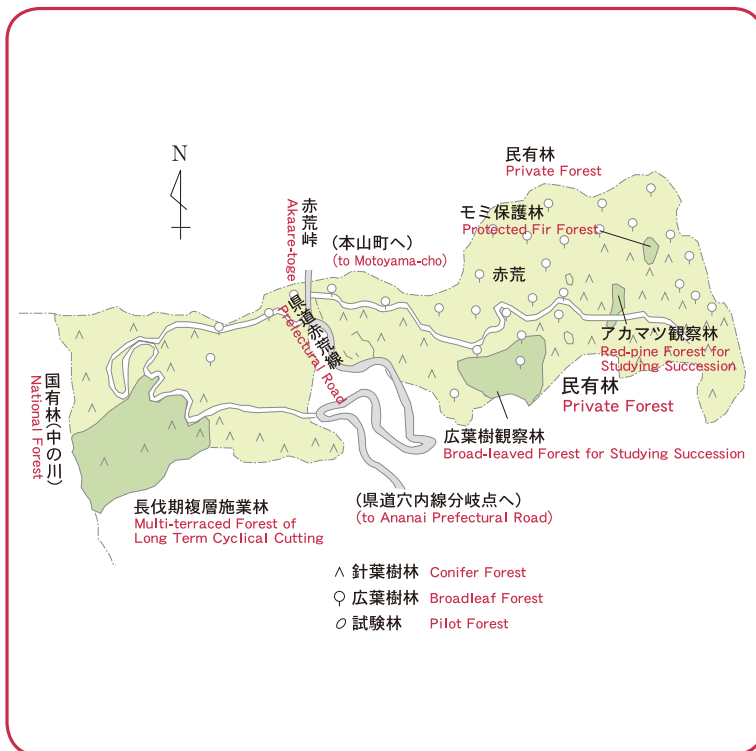 N
民有林
Private Forest
赤荒峠
Akaare-toge
モミ保護林
Protected Fir Forest
(本山町へ)
(to Motoyama-cho)
赤荒
県道赤荒線
Prefectural Road
アカマツ観察林
Red-pine Forest for
Studying Succession
国有林(中の川)
National Forest
民有林
Private Forest
広葉樹観察林
Broad-leaved Forest for Studying Succession
長伐期複層施業林
Multi-terraced Forest of
Long Term Cyclical Cutting
(県道穴内線分岐点へ)
(to Ananai Prefectural Road)
針葉樹林 Conifer Forest
広葉樹林 Broadleaf Forest
試験林 Pilot Forest